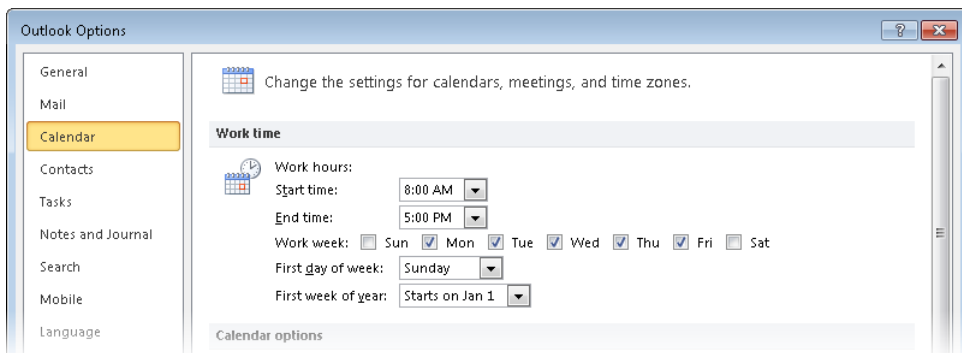 Outlook Options
General
Mail
Calendar
Contacts
Tasks
Notes and Journal
Search
Mobile
Language
Change the settings for calendars, meetings, and time zones.
Work time
Work hours:
Start time: 8:00 AM
End time: 5:00 PM
Work week: Sun Mon Tue Wed Thu Fri Sat
First day of week: Sunday
First week of year: Starts on Jan 1
Calendar options